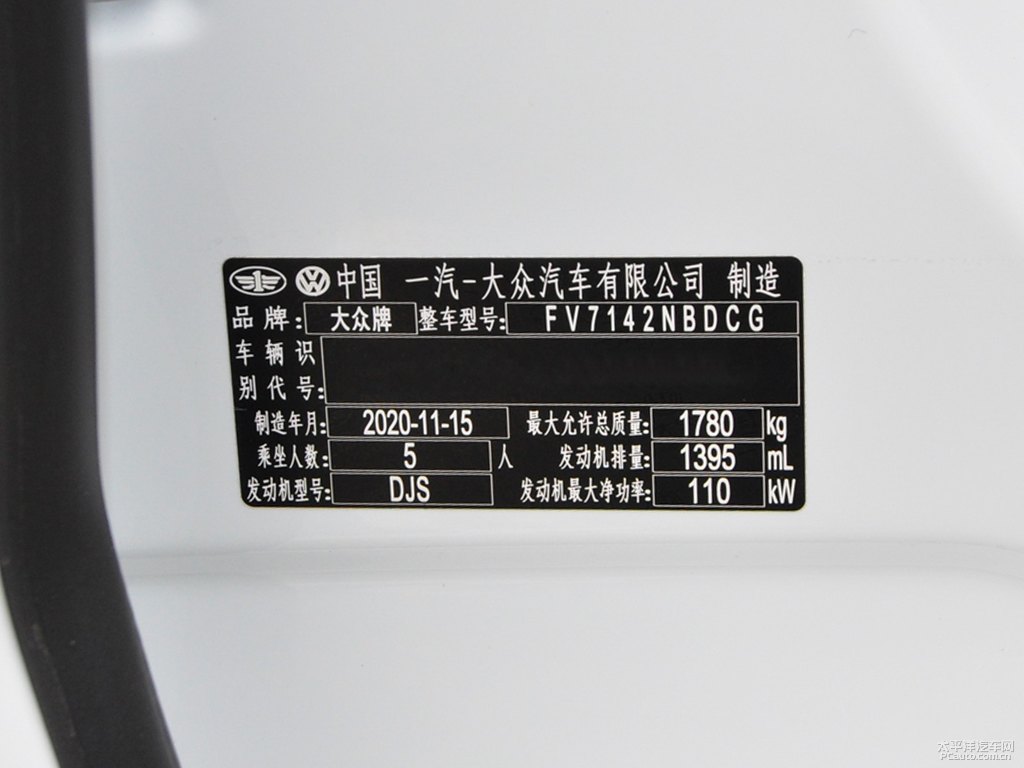 中国 一汽-大众汽车有限公司 制造
品牌: 大众牌 整车型号: FV7142NBDCG
车辆识
别代号:
制造年月: 2020-11-15 最大允许总质量: 1780 kg
乘坐人数: 5 人 发动机排量: 1395 mL
发动机型号: DJS 发动机最大净功率: 110 kW
太平洋汽车网
PCauto.com.cn